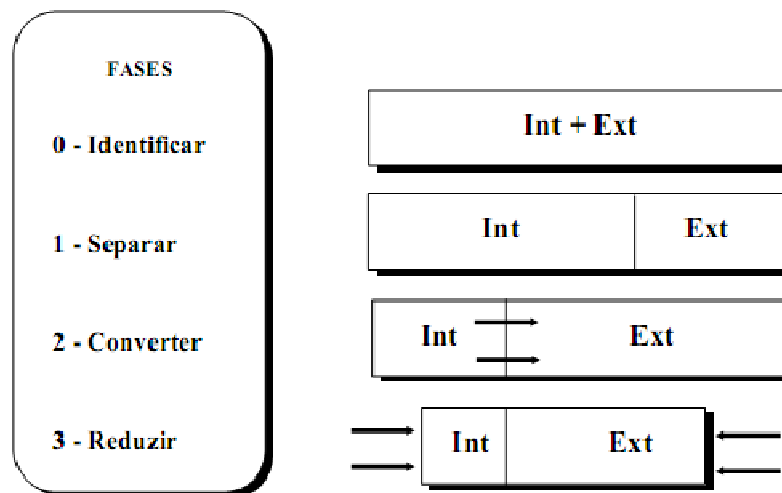 FASES
0 - Identificar
Int + Ext
1 - Separar
Int Ext
2 - Converter
Int Ext
3 - Reduzir
Int Ext